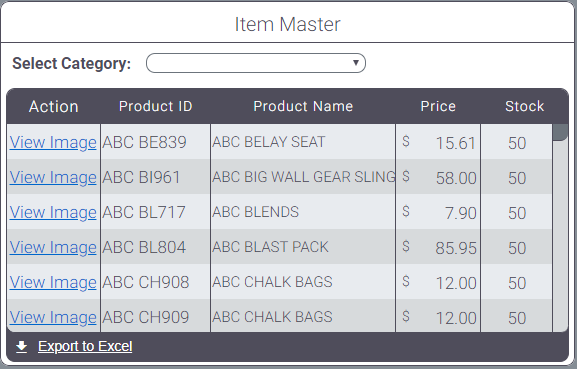 Item Master
Select Category:
Action Product ID Product Name Price Stock
View Image ABC BE839 ABC BELAY SEAT $ 15.61 50
View Image ABC BI961 ABC BIG WALL GEAR SLING $ 58.00 50
View Image ABC BL717 ABC BLENDS $ 7.90 50
View Image ABC BL804 ABC BLAST PACK $ 85.95 50
View Image ABC CH908 ABC CHALK BAGS $ 12.00 50
View Image ABC CH909 ABC CHALK BAGS $ 12.00 50
Export to Excel